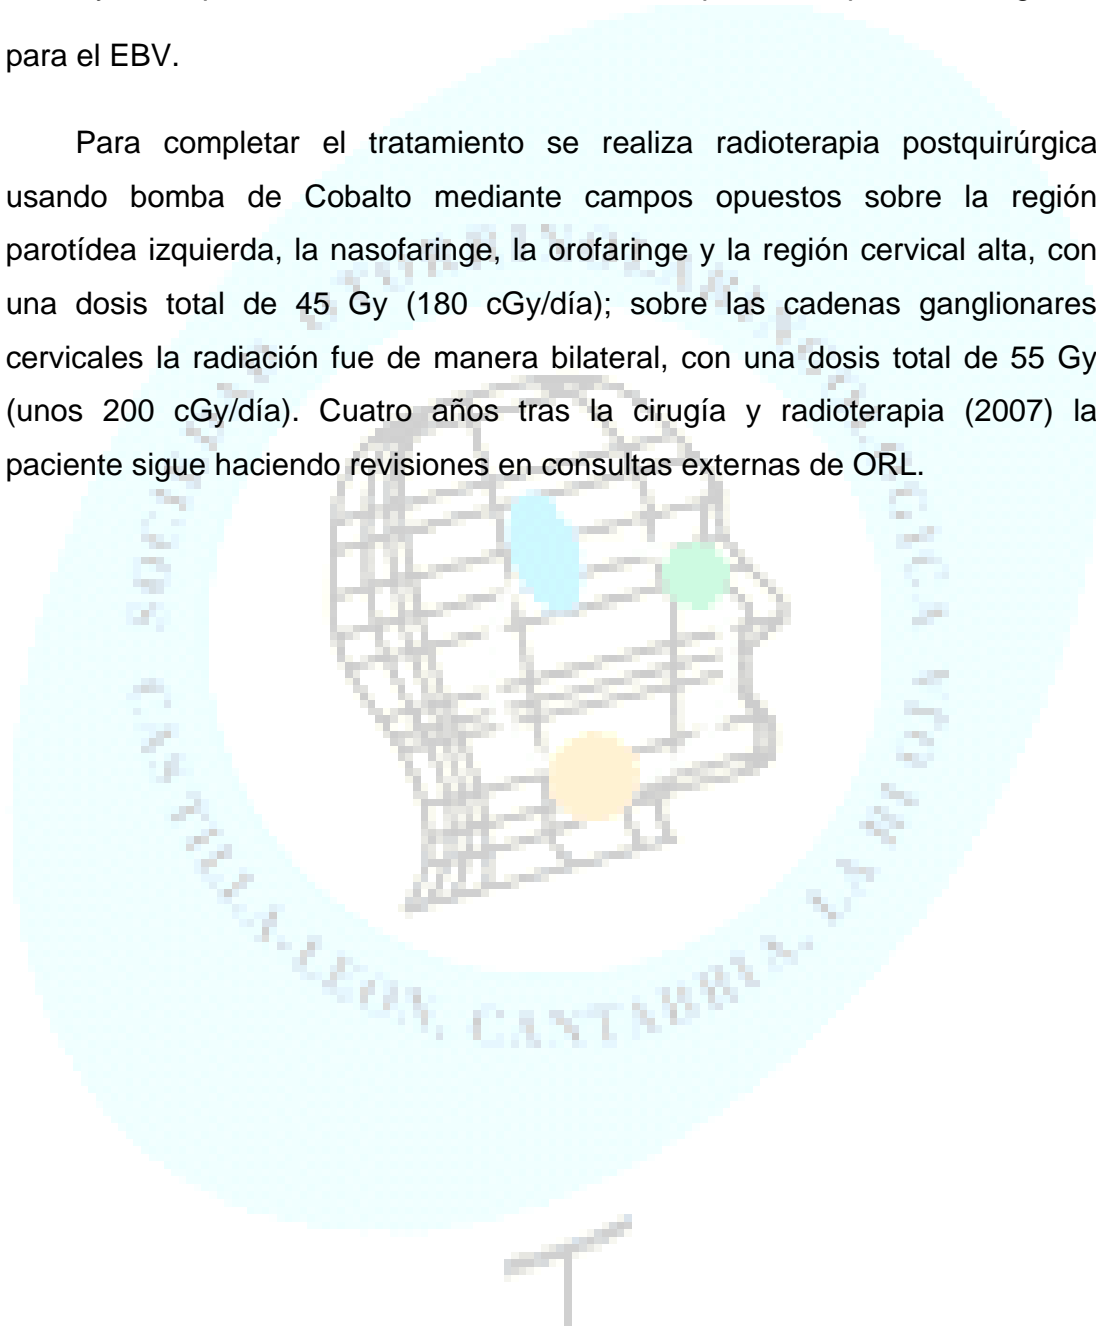 para el EBV.
Para completar el tratamiento se realiza radioterapia postquirúrgica
usando bomba de Cobalto mediante campos opuestos sobre la región
parotídea izquierda, la nasofaringe, la orofaringe y la región cervical alta, con
una dosis total de 45 Gy (180 cGy/día); sobre las cadenas ganglionares
cervicales la radiación fue de manera bilateral, con una dosis total de 55 Gy
(unos 200 cGy/día). Cuatro años tras la cirugía y radioterapia (2007) la
paciente sigue haciendo revisiones en consultas externas de ORL.
SOCIEDAD OTORRINOLARINGOLÓGICA
CASTILLA-LEON, CANTABRIA, LA RIOJA